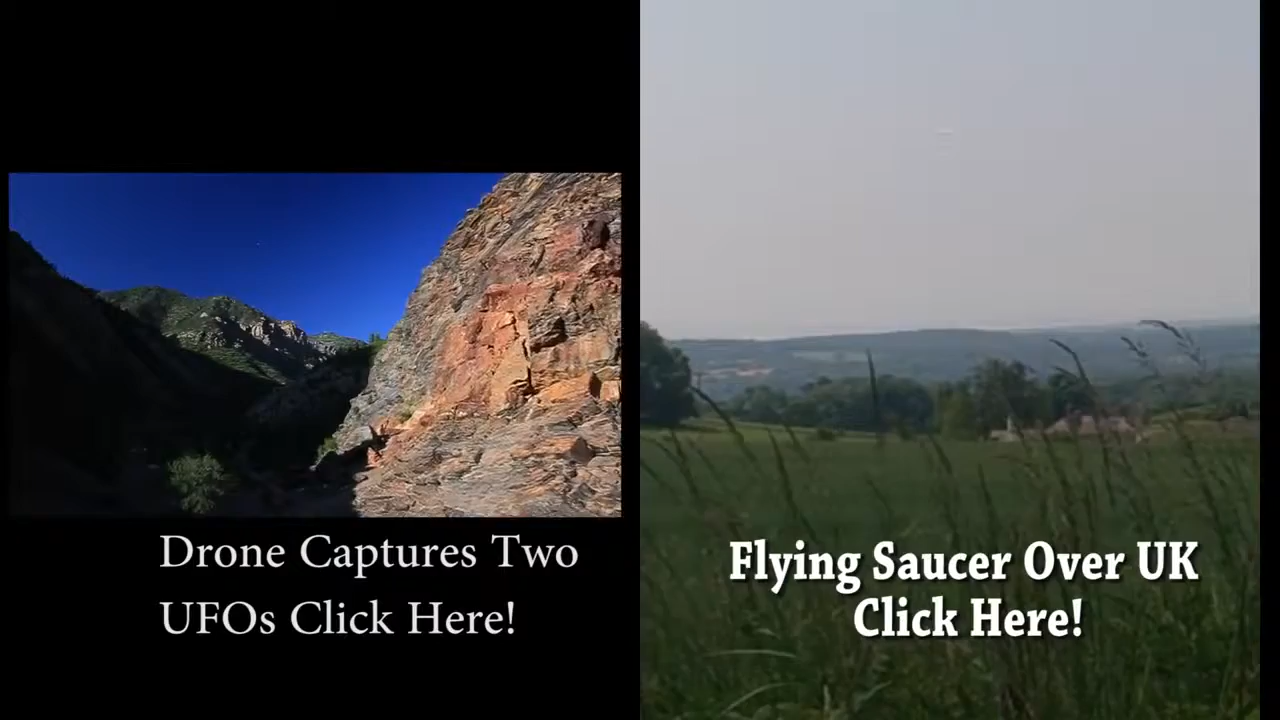 Drone Captures Two
UFOs Click Here!
Flying Saucer Over UK
Click Here!